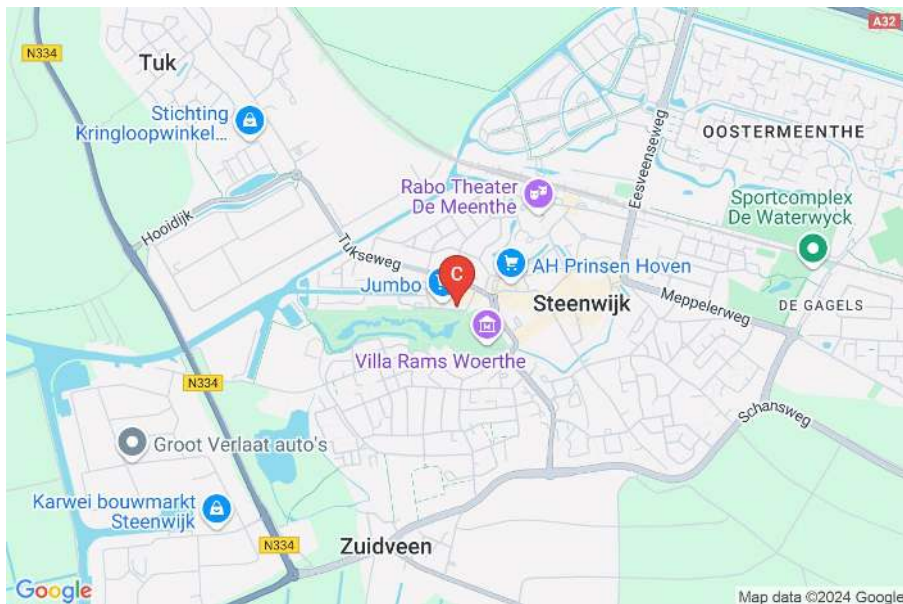 A32
N334
Tuk
Stichting
Kringloopwinkel...
OOSTERMEENTHE
Eesveenseweg
Rabo Theater
De Meenthe
Sportcomplex
De Waterwyck
Hooidijk
Tukseweg
AH Prinsen Hoven
Jumbo
C
Steenwijk
Meppelerweg
DE GAGELS
Villa Rams Woerthe
N334
Schansweg
Groot Verlaat auto's
Karwei bouwmarkt
Steenwijk
N334
Zuidveen
Google
Map data ©2024 Google